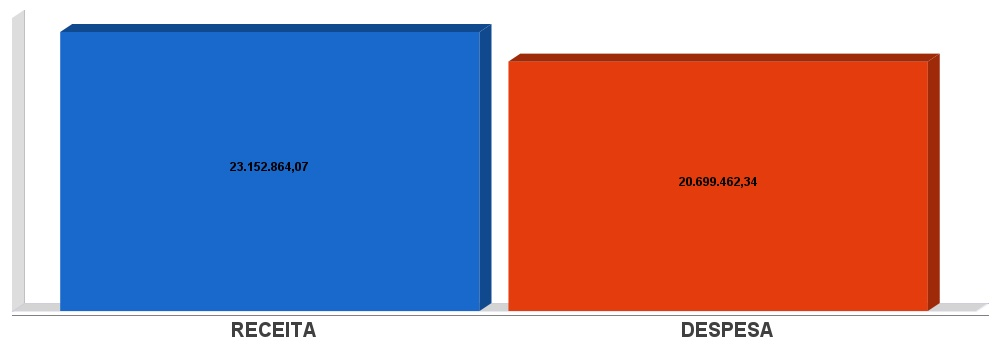 23.152.864,07
20.699.462,34
RECEITA
DESPESA